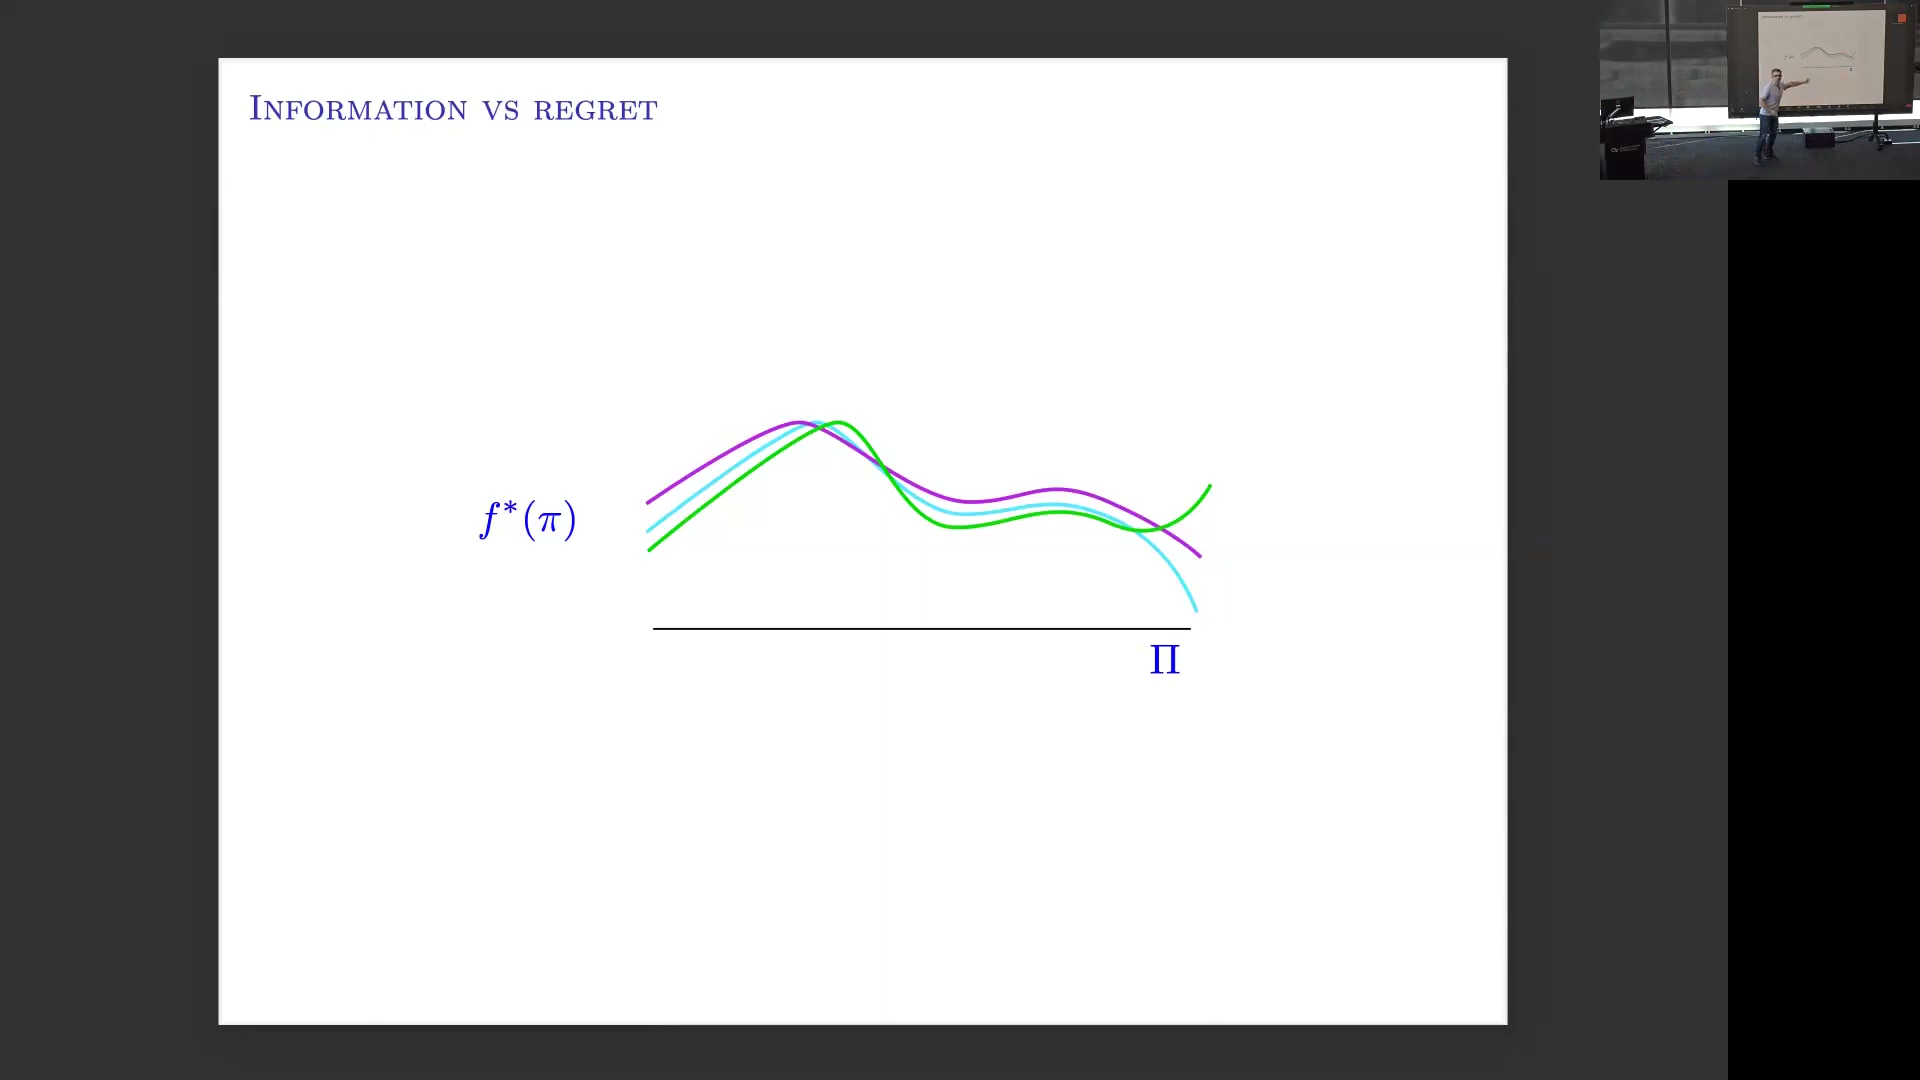 Information vs regret
f*(π)
Π